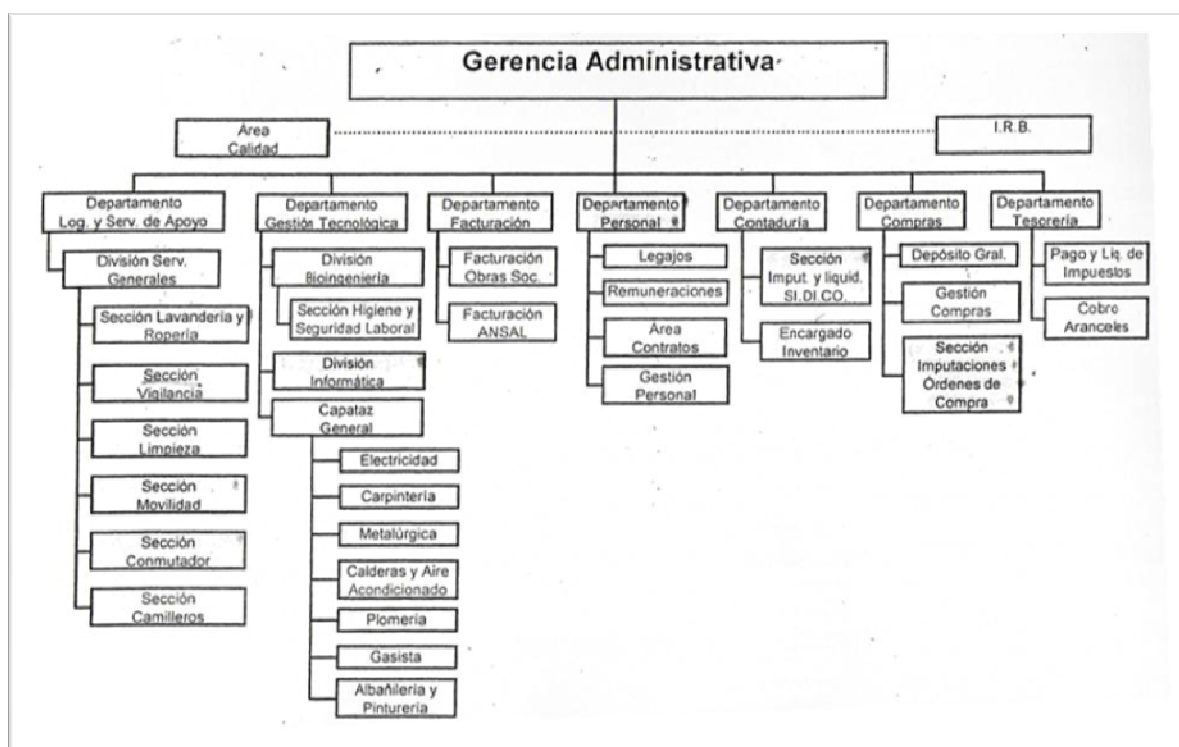 Gerencia Administrativa
Área
Calidad
I.R.B.
Departamento
Log. y Serv. de Apoyo
Departamento
Gestión Tecnológica
Departamento
Facturación
Departamento
Personal
Departamento
Contaduría
Departamento
Compras
Departamento
Tesorería
División Serv.
Generales
Sección Lavandería y
Ropería
Sección
Vigilancia
Sección
Limpieza
Sección
Movilidad
Sección
Conmutador
Sección
Camilleros
División
Bioingeniería
Sección Higiene y
Seguridad Laboral
División
Informática
Capataz
General
Electricidad
Carpintería
Metalúrgica
Calderas y Aire
Acondicionado
Plomería
Gasista
Albañilería y
Pinturería
Facturación
Obras Soc.
Facturación
ANSAL
Legajos
Remuneraciones
Área
Contratos
Gestión
Personal
Sección
Imput. y liquid.
SI.DI.CO.
Encargado
Inventario
Depósito Gral.
Gestión
Compras
Sección
Imputaciones
Órdenes de
Compra
Pago y Liq. de
Impuestos
Cobro
Aranceles